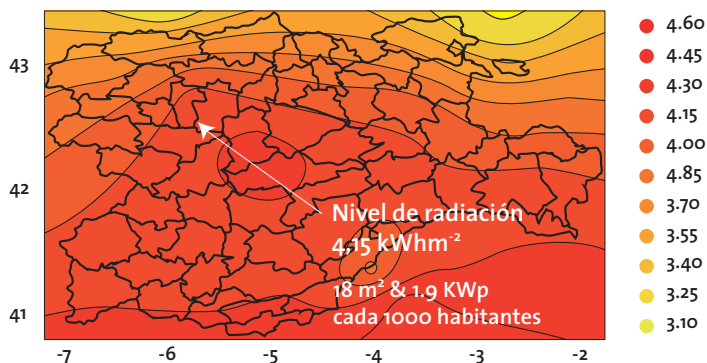 43
42
41
-7 -6 -5 -4 -3 -2
Nivel de radiación
4,15 kWhm⁻²
18 m² & 1.9 KWp
cada 1000 habitantes
4.60
4.45
4.30
4.15
4.00
4.85
3.70
3.55
3.40
3.25
3.10